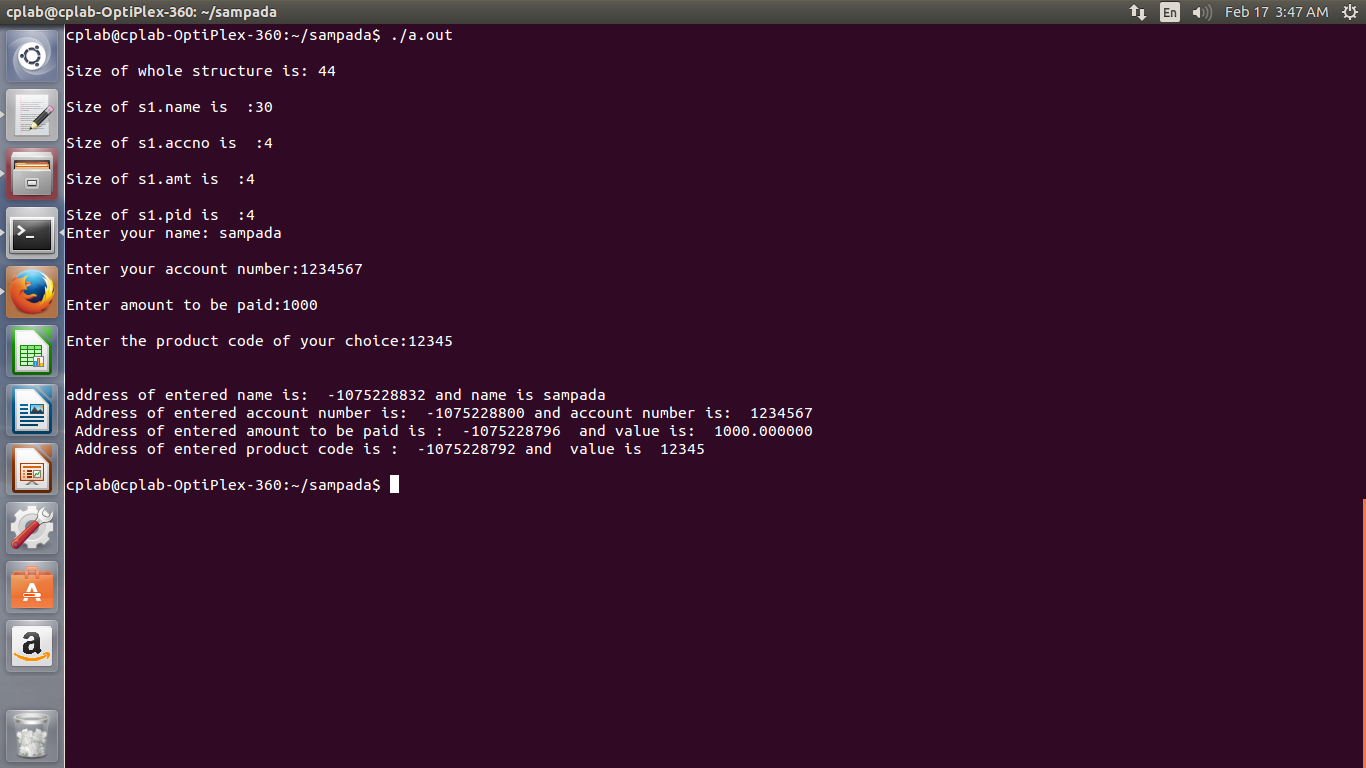 cplab@cplab-OptiPlex-360: ~/sampada
En
Feb 17 3:47 AM
cplab@cplab-OptiPlex-360:~/sampada$ ./a.out
Size of whole structure is: 44
Size of s1.name is  :30
Size of s1.accno is  :4
Size of s1.amt is  :4
Size of s1.pid is  :4
Enter your name: sampada
Enter your account number:1234567
Enter amount to be paid:1000
Enter the product code of your choice:12345
address of entered name is:  -1075228832 and name is sampada
 Address of entered account number is:  -1075228800 and account number is:  1234567
 Address of entered amount to be paid is :  -1075228796  and value is:  1000.000000
 Address of entered product code is :  -1075228792 and  value is  12345
cplab@cplab-OptiPlex-360:~/sampada$